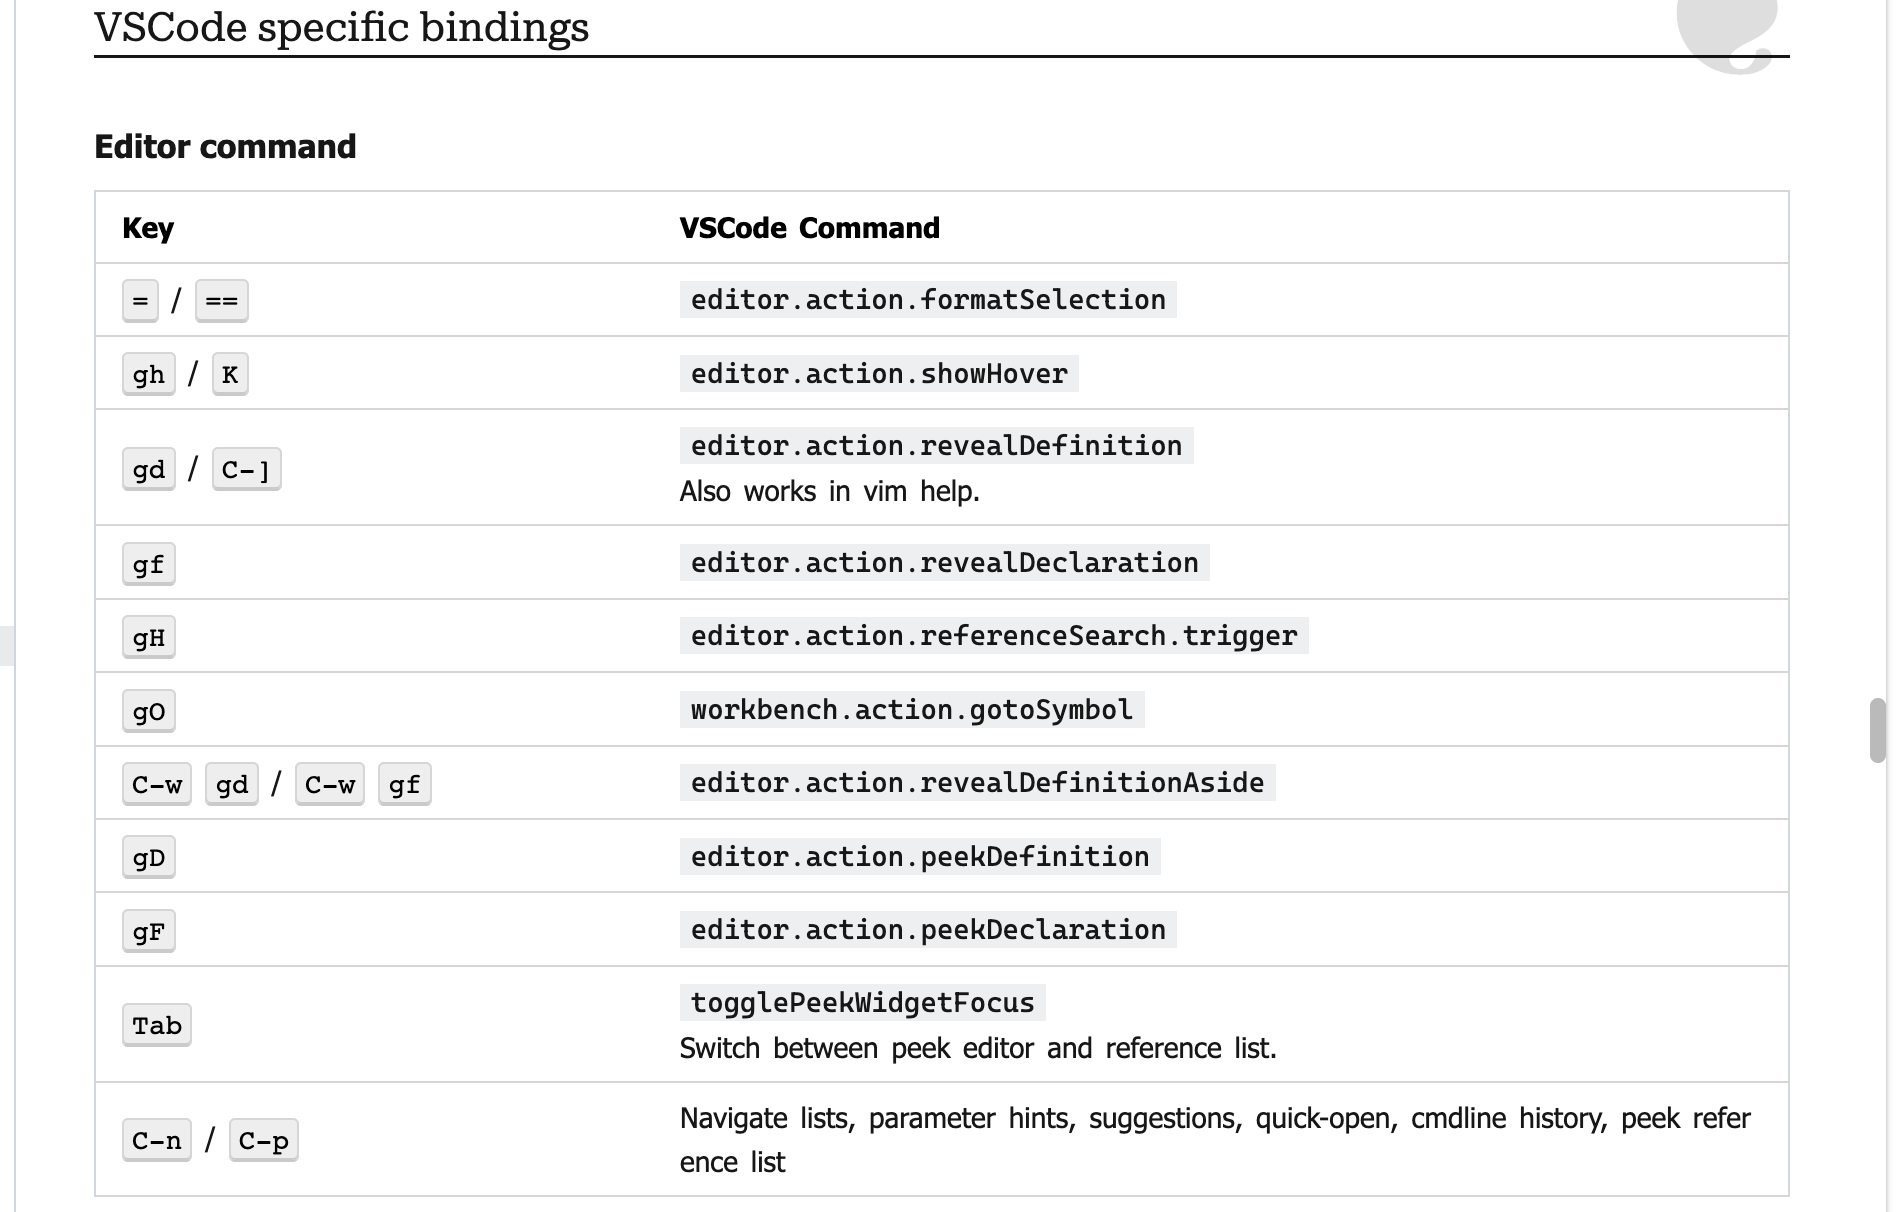 VSCode specific bindings
Editor command
Key VSCode Command
= / == editor.action.formatSelection
gh / K editor.action.showHover
gd / C-] editor.action.revealDefinition
Also works in vim help.
gf editor.action.revealDeclaration
gH editor.action.referenceSearch.trigger
gO workbench.action.gotoSymbol
C-w gd / C-w gf editor.action.revealDefinitionAside
gD editor.action.peekDefinition
gF editor.action.peekDeclaration
Tab togglePeekWidgetFocus
Switch between peek editor and reference list.
C-n / C-p Navigate lists, parameter hints, suggestions, quick-open, cmdline history, peek refer
ence list